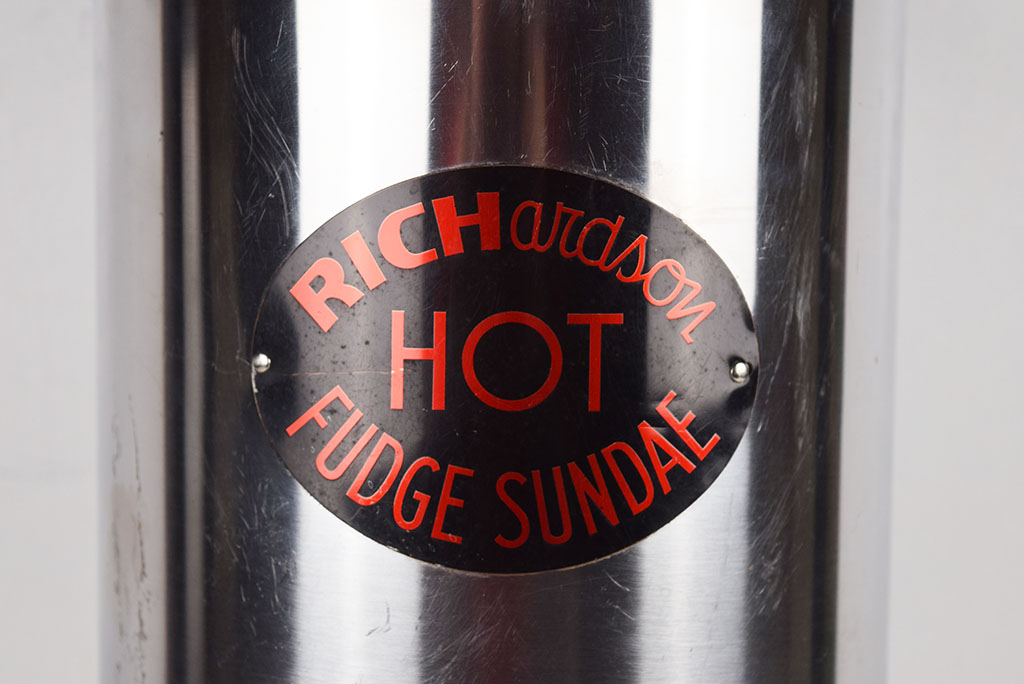 RICHardson
HOT
FUDGE SUNDAE